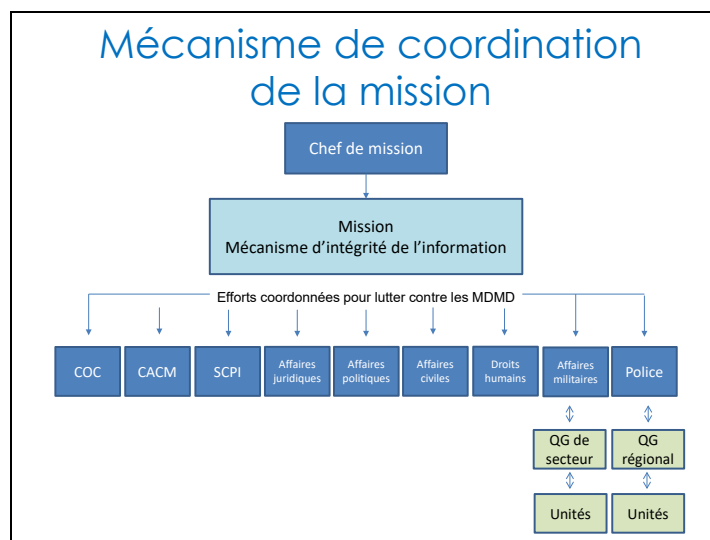 Mécanisme de coordination
de la mission
Chef de mission
Mission
Mécanisme d’intégrité de l’information
Efforts coordonnées pour lutter contre les MDMD
COC
CACM
SCPI
Affaires
juridiques
Affaires
politiques
Affaires
civiles
Droits
humains
Affaires
militaires
Police
QG de
secteur
QG
régional
Unités
Unités